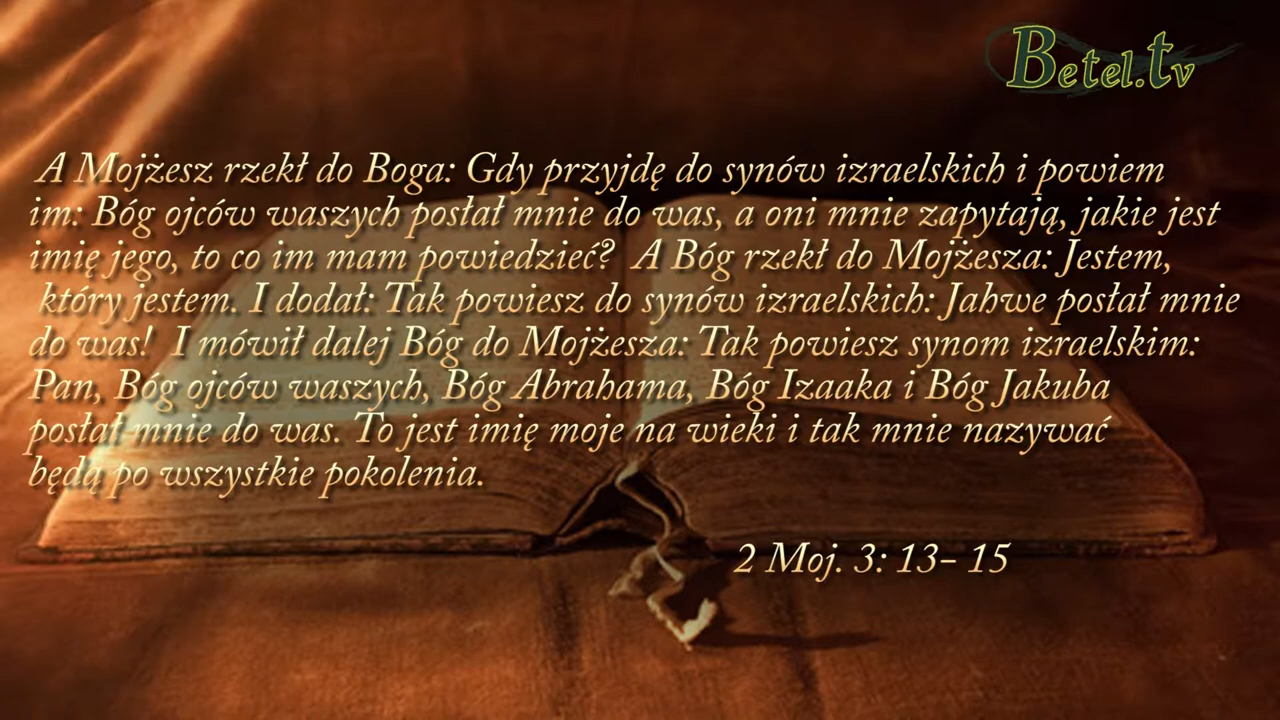 Betel.tv
A Mojżesz rzekł do Boga: Gdy przyjdę do synów izraelskich i powiem
im: Bóg ojców waszych posłał mnie do was, a oni mnie zapytają, jakie jest
imię jego, to co im mam powiedzieć? A Bóg rzekł do Mojżesza: Jestem,
który jestem. I dodał: Tak powiesz do synów izraelskich: Jahwe posłał mnie
do was! I mówił dalej Bóg do Mojżesza: Tak powiesz synom izraelskim:
Pan, Bóg ojców waszych, Bóg Abrahama, Bóg Izaaka i Bóg Jakuba
posłał mnie do was. To jest imię moje na wieki i tak mnie nazywać
będą po wszystkie pokolenia.
2 Moj. 3: 13– 15